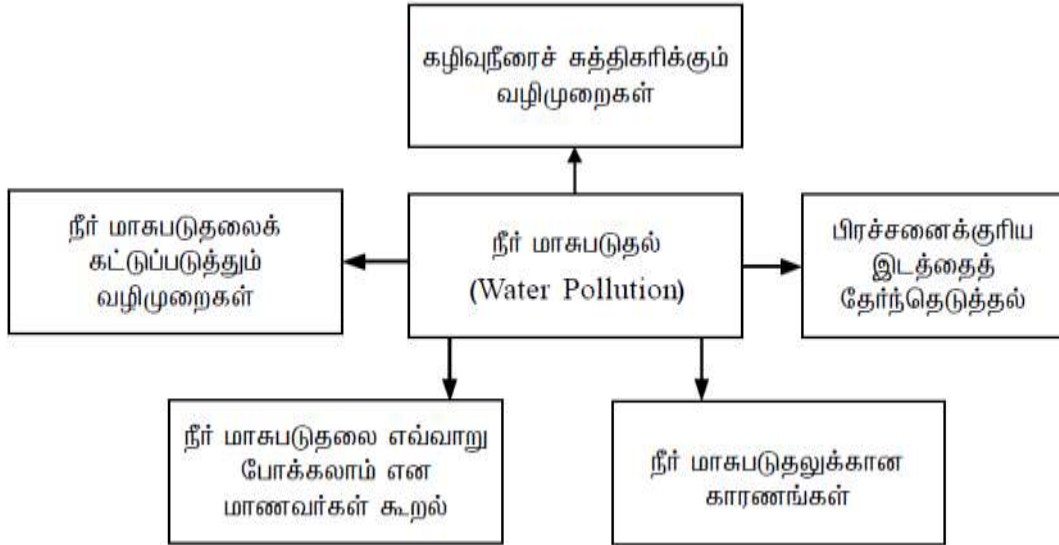 கழிவுநீரைச் சுத்திகரிக்கும்
வழிமுறைகள்
நீர் மாசுபடுதலைக்
கட்டுப்படுத்தும்
வழிமுறைகள்
நீர் மாசுபடுதல்
(Water Pollution)
பிரச்சனைக்குரிய
இடத்தைத்
தேர்ந்தெடுத்தல்
நீர் மாசுபடுதலை எவ்வாறு
போக்கலாம் என
மாணவர்கள் கூறல்
நீர் மாசுபடுதலுக்கான
காரணங்கள்